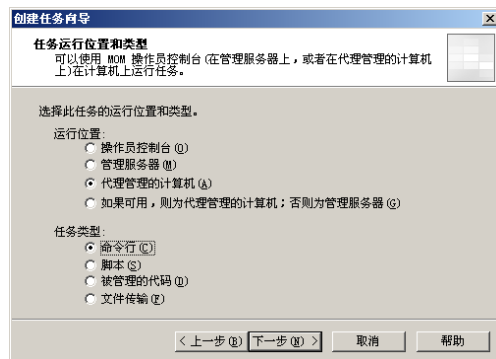 创建任务向导
任务运行位置和类型
可以使用 MOM 操作员控制台(在管理服务器上，或者在代理管理的计算机
上)在计算机上运行任务。
选择此任务的运行位置和类型。
运行位置:
操作员控制台(O)
管理服务器(M)
代理管理的计算机(A)
如果可用，则为代理管理的计算机；否则为管理服务器(G)
任务类型:
命令行(C)
脚本(S)
被管理的代码(D)
文件传输(F)
< 上一步(B) 下一步(N) > 取消 帮助